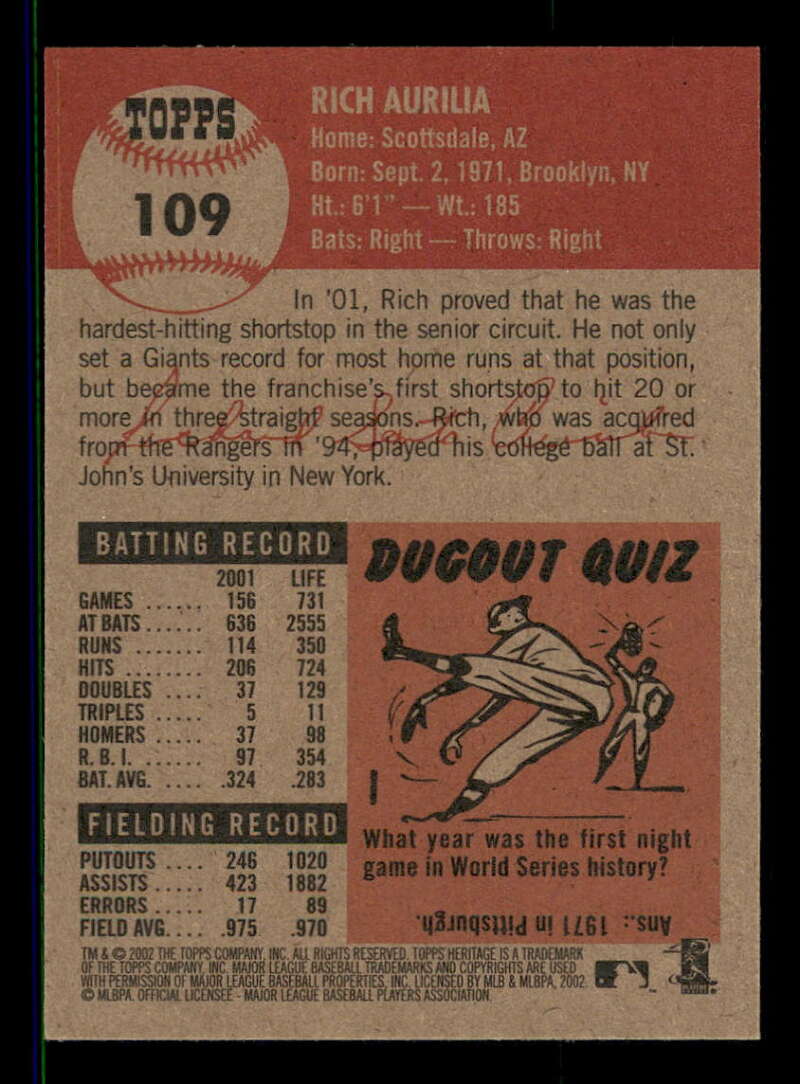 TOPPS
109
RICH AURILIA
Home: Scottsdale, AZ
Born: Sept. 2, 1971, Brooklyn, NY
Ht.: 6'1" — Wt.: 185
Bats: Right — Throws: Right
In '01, Rich proved that he was the
hardest-hitting shortstop in the senior circuit. He not only
set a Giants record for most home runs at that position,
but became the franchise's first shortstop to hit 20 or
more in three straight seasons. Rich, who was acquired
from the Rangers in '94, played his college ball at St.
John's University in New York.
BATTING RECORD
2001 LIFE
GAMES ...... 156 731
AT BATS ...... 636 2555
RUNS ....... 114 350
HITS ........ 206 724
DOUBLES .... 37 129
TRIPLES ..... 5 11
HOMERS ..... 37 98
R.B.I. ...... 97 354
BAT. AVG. ..... .324 .283
FIELDING RECORD
PUTOUTS .... 246 1020
ASSISTS ..... 423 1882
ERRORS ..... 17 89
FIELD AVG. ... .975 .970
DUGOUT QUIZ
What year was the first night
game in World Series history?
Ans.: 1971 in Pittsburgh.
TM & © 2002 THE TOPPS COMPANY, INC. ALL RIGHTS RESERVED. TOPPS HERITAGE IS A TRADEMARK
OF THE TOPPS COMPANY, INC. MAJOR LEAGUE BASEBALL TRADEMARKS AND COPYRIGHTS ARE USED
WITH PERMISSION OF MAJOR LEAGUE BASEBALL PROPERTIES, INC. LICENSED BY MLB & MLBPA, 2002.
© MLBPA. OFFICIAL LICENSEE - MAJOR LEAGUE BASEBALL PLAYERS ASSOCIATION.